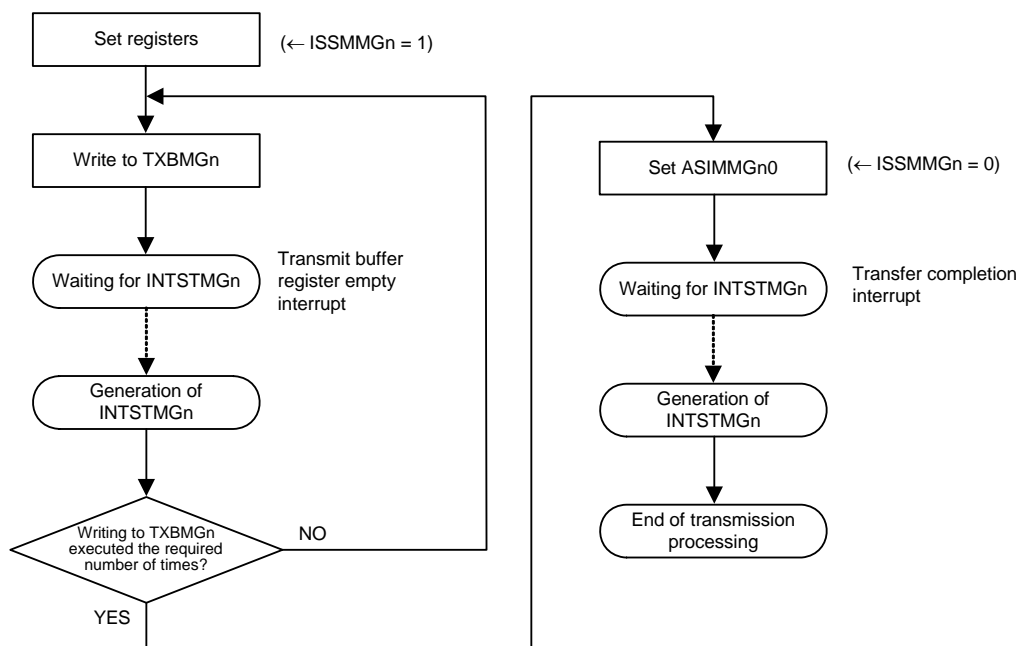 Set registers
(← ISSMMGn = 1)
Write to TXBMGn
Waiting for INTSTMGn
Transmit buffer
register empty
interrupt
Generation of
INTSTMGn
Writing to TXBMGn
executed the required
number of times?
NO
YES
Set ASIMMGn0
(← ISSMMGn = 0)
Waiting for INTSTMGn
Transfer completion
interrupt
Generation of
INTSTMGn
End of transmission
processing